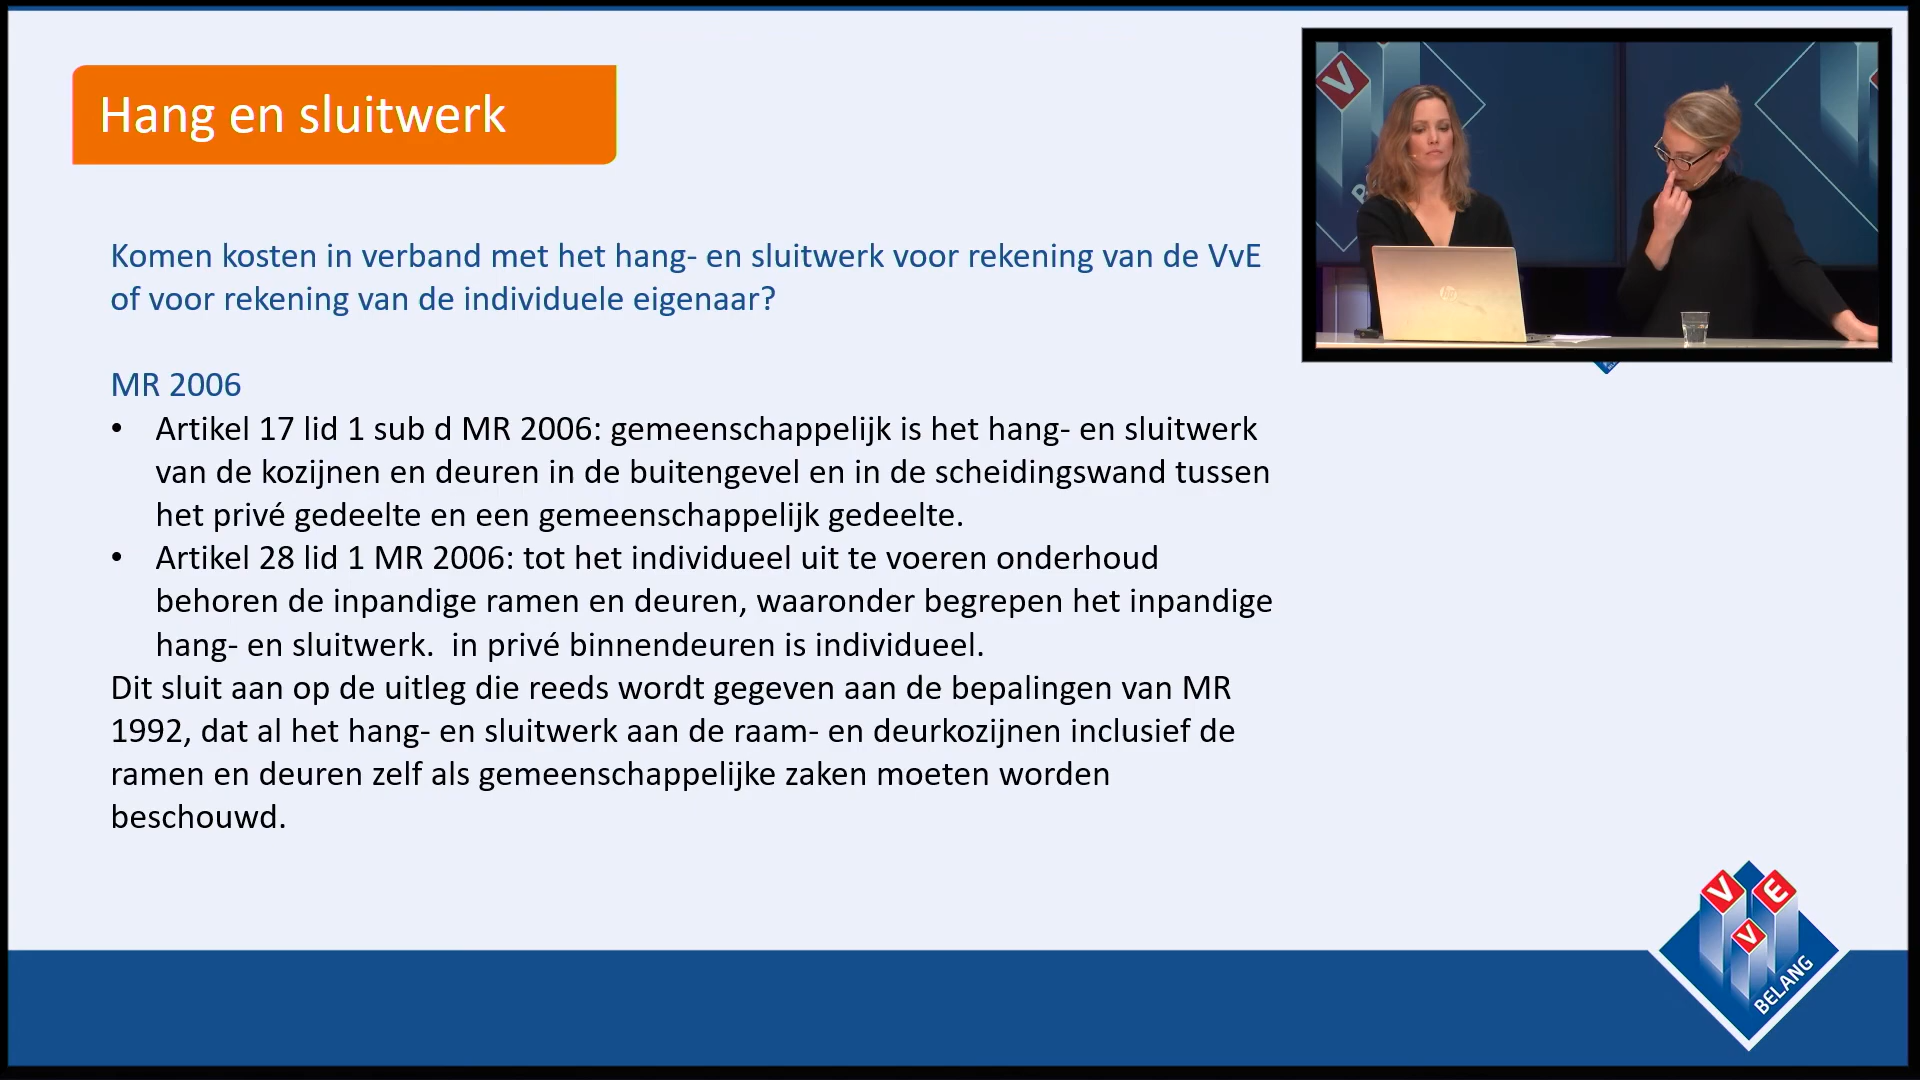 Hang en sluitwerk
Komen kosten in verband met het hang- en sluitwerk voor rekening van de VvE
of voor rekening van de individuele eigenaar?
MR 2006
• Artikel 17 lid 1 sub d MR 2006: gemeenschappelijk is het hang- en sluitwerk
van de kozijnen en deuren in de buitengevel en in de scheidingswand tussen
het privé gedeelte en een gemeenschappelijk gedeelte.
• Artikel 28 lid 1 MR 2006: tot het individueel uit te voeren onderhoud
behoren de inpandige ramen en deuren, waaronder begrepen het inpandige
hang- en sluitwerk.  in privé binnendeuren is individueel.
Dit sluit aan op de uitleg die reeds wordt gegeven aan de bepalingen van MR
1992, dat al het hang- en sluitwerk aan de raam- en deurkozijnen inclusief de
ramen en deuren zelf als gemeenschappelijke zaken moeten worden
beschouwd.
V
hp
V V E
BELANG